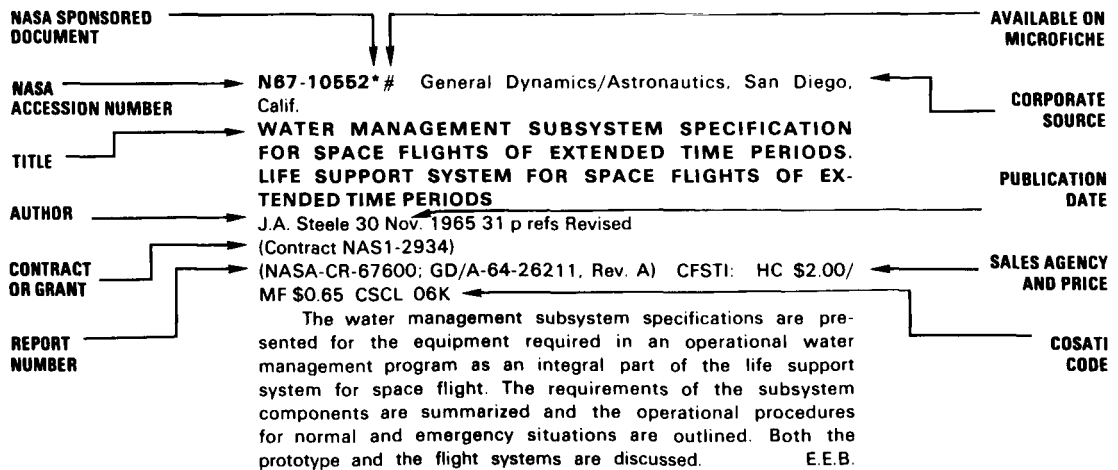 NASA SPONSORED
DOCUMENT
AVAILABLE ON
MICROFICHE
NASA
ACCESSION NUMBER
N67-10552*# General Dynamics/Astronautics, San Diego,
Calif.
CORPORATE
SOURCE
TITLE
WATER MANAGEMENT SUBSYSTEM SPECIFICATION
FOR SPACE FLIGHTS OF EXTENDED TIME PERIODS.
LIFE SUPPORT SYSTEM FOR SPACE FLIGHTS OF EX-
TENDED TIME PERIODS
PUBLICATION
DATE
AUTHOR
J.A. Steele 30 Nov. 1965 31 p refs Revised
CONTRACT
OR GRANT
(Contract NAS1-2934)
(NASA-CR-67600; GD/A-64-26211, Rev. A) CFSTI: HC $2.00/
MF $0.65 CSCL 06K
SALES AGENCY
AND PRICE
REPORT
NUMBER
COSATI
CODE
The water management subsystem specifications are pre-
sented for the equipment required in an operational water
management program as an integral part of the life support
system for space flight. The requirements of the subsystem
components are summarized and the operational procedures
for normal and emergency situations are outlined. Both the
prototype and the flight systems are discussed. E.E.B.